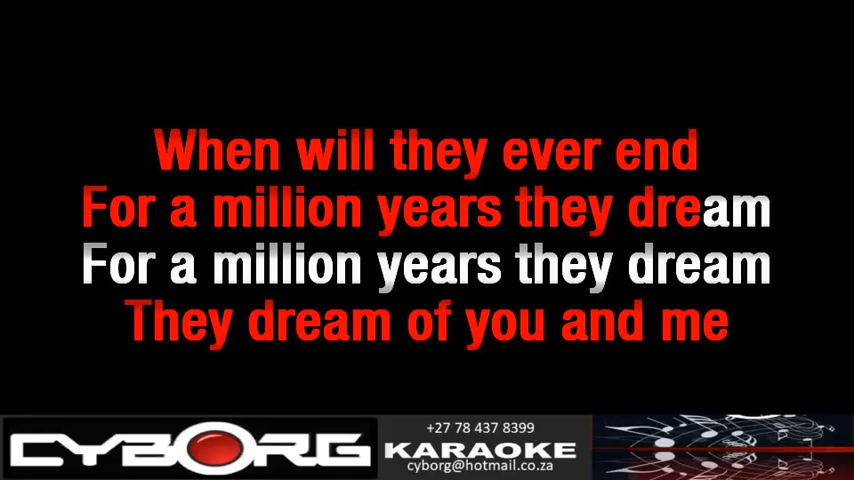 When will they ever end
For a million years they dream
For a million years they dream
They dream of you and me
CYBORG
+27 78 437 8399
KARAOKE
cyborg@hotmail.co.za